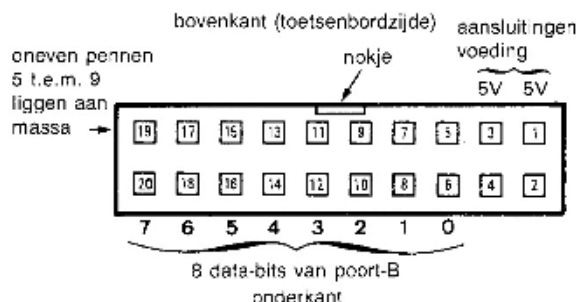 bovenkant (toetsenbordzijde)
aansluitingen
voeding
oneven pennen
5 t.e.m. 9
liggen aan
massa
nokje
5V 5V
19 17 15 13 11 9 7 5 3 1
20 18 16 14 12 10 8 6 4 2
7 6 5 4 3 2 1 0
8 data-bits van poort-B
onderkant